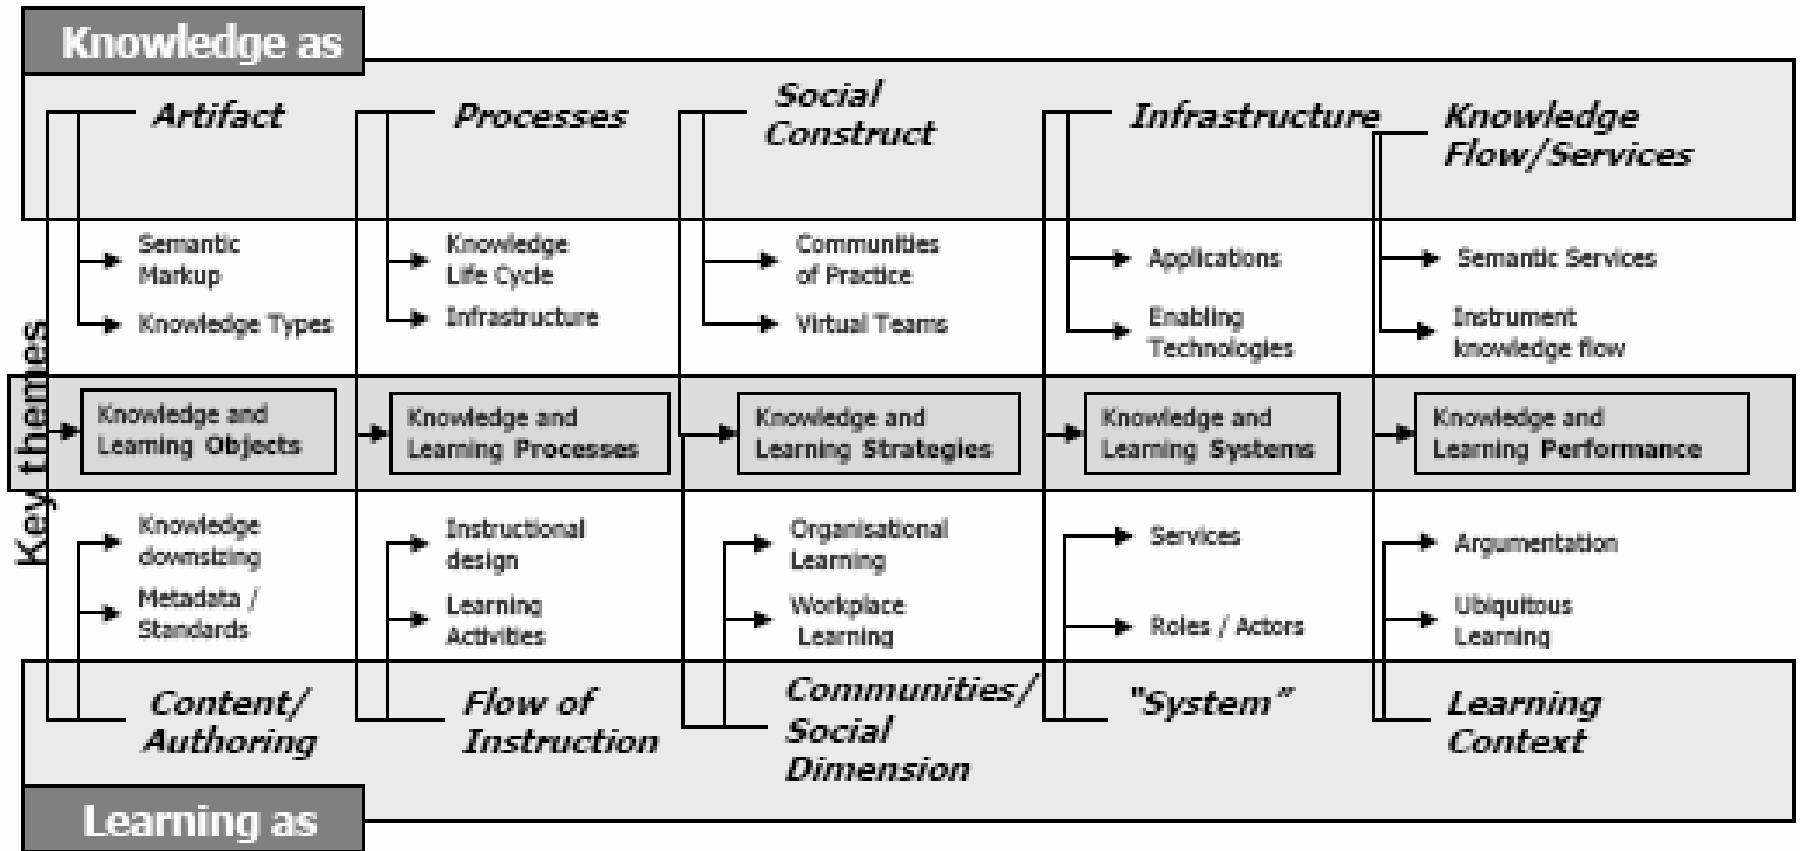 Knowledge as
Artifact
Processes
Social
Construct
Infrastructure
Knowledge
Flow/Services
Semantic
Markup
Knowledge Types
Knowledge
Life Cycle
Infrastructure
Communities
of Practice
Virtual Teams
Applications
Enabling
Technologies
Semantic Services
Instrument
knowledge flow
Key themes
Knowledge and
Learning Objects
Knowledge and
Learning Processes
Knowledge and
Learning Strategies
Knowledge and
Learning Systems
Knowledge and
Learning Performance
Knowledge
downsizing
Metadata /
Standards
Instructional
design
Learning
Activities
Organisational
Learning
Workplace
Learning
Services
Roles / Actors
Argumentation
Ubiquitous
Learning
Content/
Authoring
Flow of
Instruction
Communities/
Social
Dimension
"System”
Learning
Context
Learning as